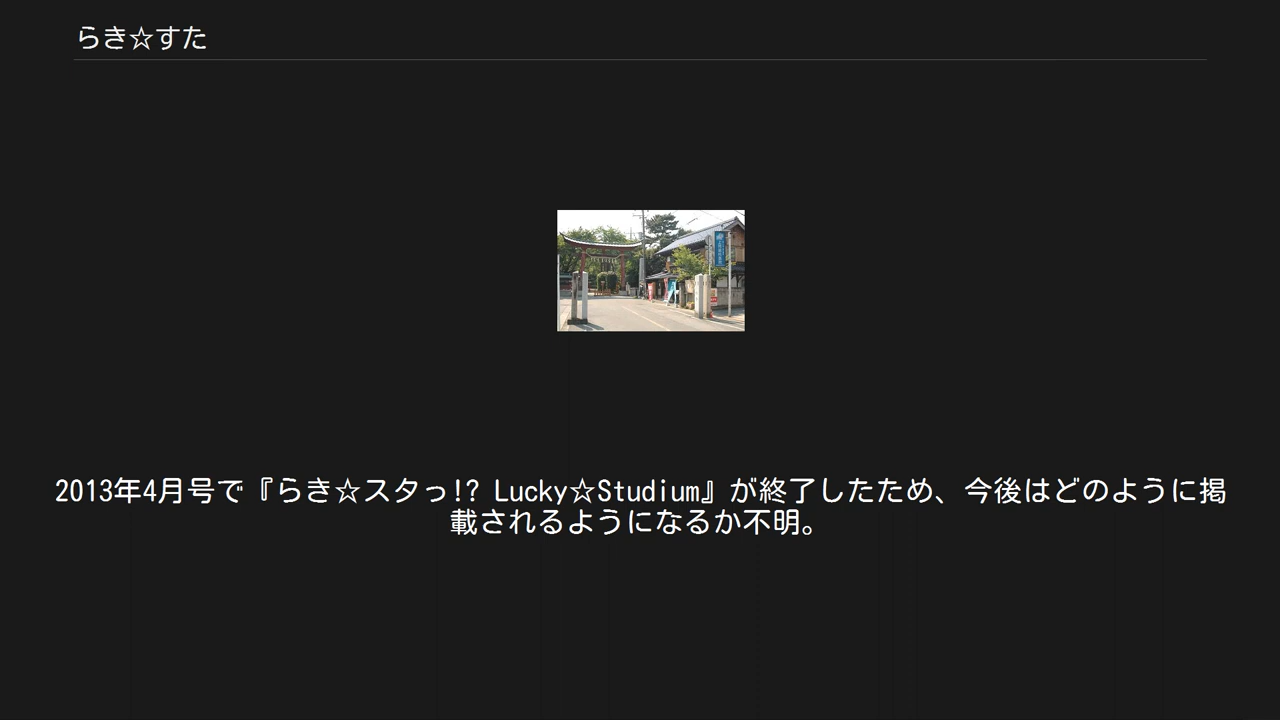 らき☆すた
2013年4月号で『らき☆スタっ!? Lucky☆Studium』が終了したため、今後はどのように掲
載されるようになるか不明。